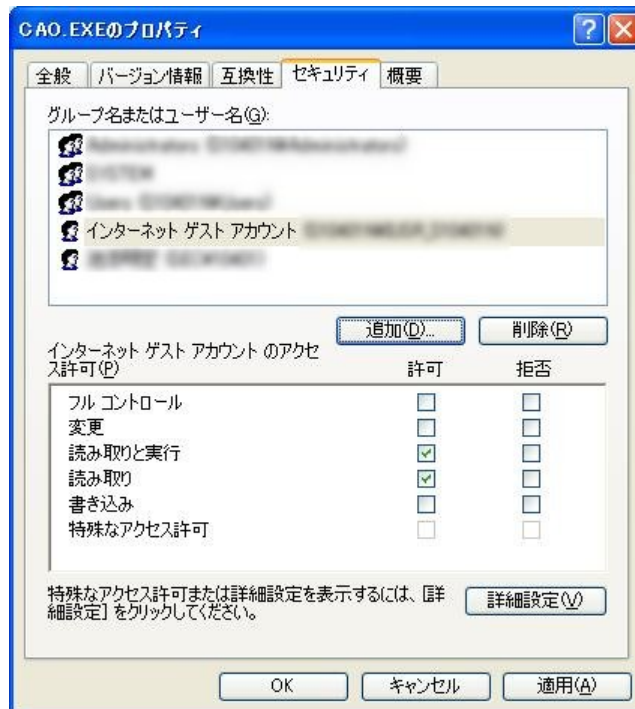 CAO.EXEのプロパティ
全般 バージョン情報 互換性 セキュリティ 概要
グループ名またはユーザー名(G):
インターネット ゲスト アカウント
追加(D)... 削除(R)
インターネット ゲスト アカウント のアクセ
ス許可(P) 許可 拒否
フル コントロール
変更
読み取りと実行
読み取り
書き込み
特殊なアクセス許可
特殊なアクセス許可または詳細設定を表示するには、[詳
細設定] をクリックしてください。
詳細設定(V)
OK キャンセル 適用(A)